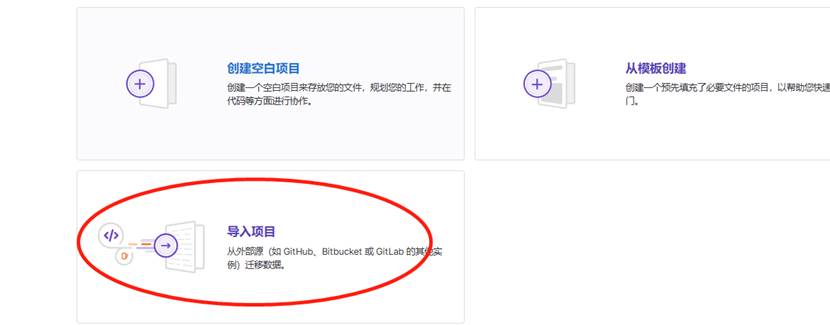 创建空白项目
创建一个空白项目来存放您的文件，规划您的工作，并在
代码等方面进行协作。
从模板创建
创建一个预先填充了必要文件的项目，以帮助您快速
门。
导入项目
从外部源（如 GitHub、Bitbucket 或 GitLab 的其他实
例）迁移数据。